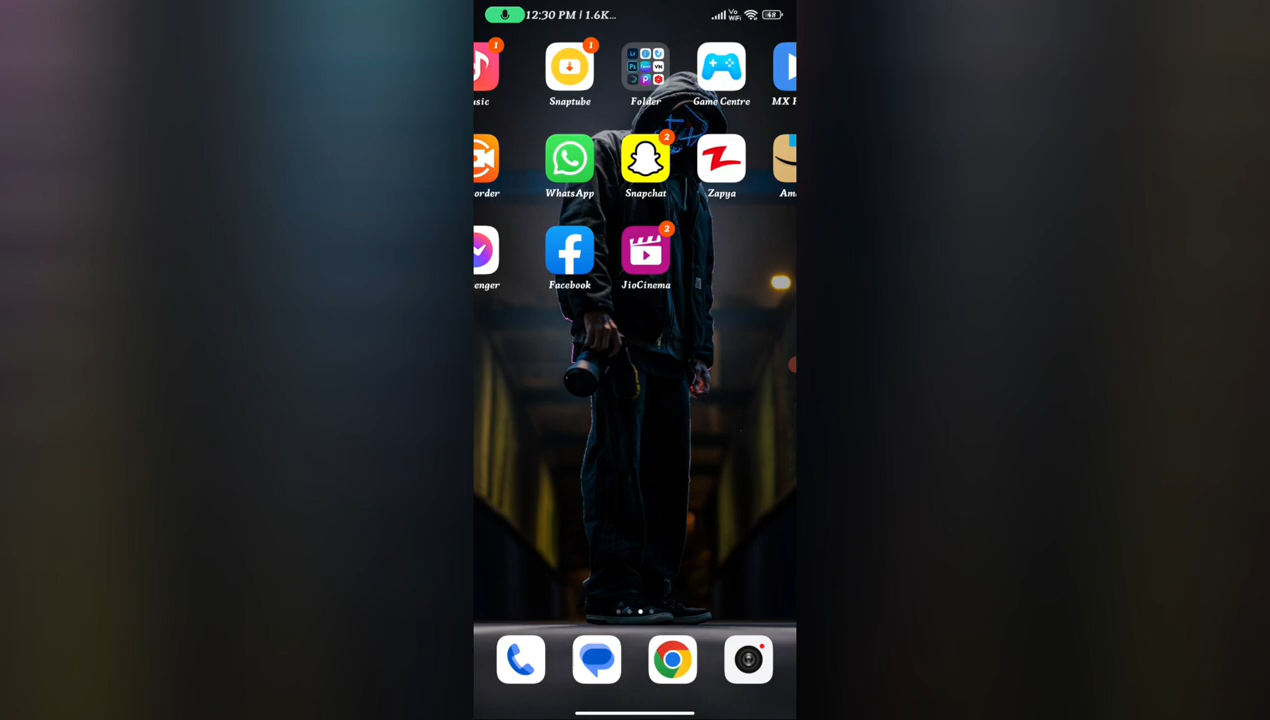 12:30 PM | 1.6K...
Vo
WiFi
68
1
1
usic
Snaptube
Folder
Game Centre
MX P
2
order
WhatsApp
Snapchat
Zapya
Am
2
enger
Facebook
JioCinema